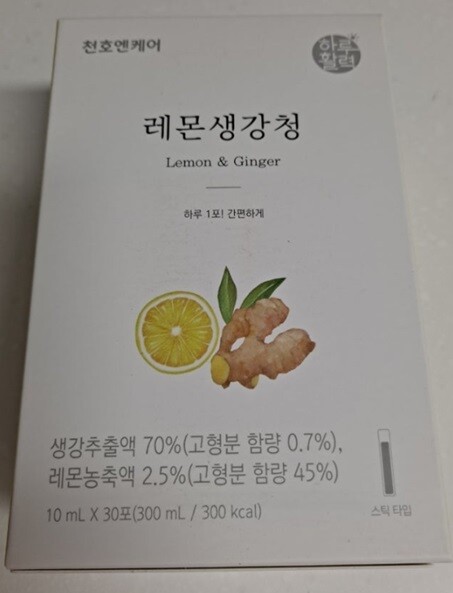 천호엔케어
하루
활력
레몬생강청
Lemon & Ginger
하루 1포! 간편하게
생강추출액 70%(고형분 함량 0.7%),
레몬농축액 2.5%(고형분 함량 45%)
10 mL X 30포(300 mL / 300 kcal)
스틱 타입